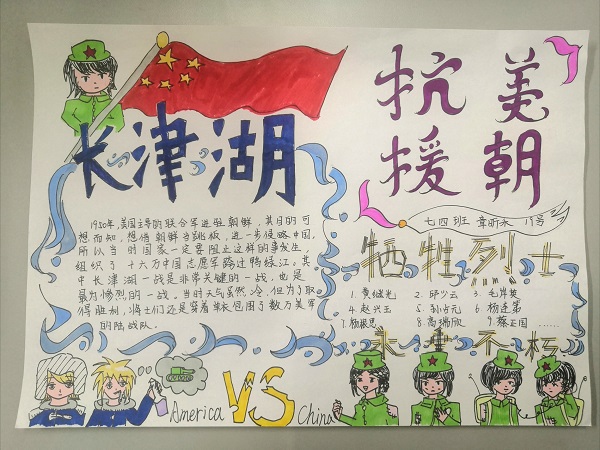 长津湖
1950年,美国主导的联合军进驻朝鲜,其目的可
想而知,想借朝鲜当跳板,进一步侵略中国,
所以当时国家一定要阻止这样的事发生,
组织了十六万中国志愿军跨过鸭绿江,其
中长津湖一战是非常关键的一战,也是
最为惨烈的一战。当时天气虽然冷,但为了取
得胜利,将士们还是穿着
包围了数万美军
的陆战队。
抗美
援朝
七四班 章昕永 19号
牺牲烈士
1. 黄继光 2. 邱少云 3. 毛岸英
4. 赵兴王 5. 孙占元 6. 杨连第
7. 杨根思 8. 高瑞欣 9. 蔡正国 ......
永垂不朽
America VS China